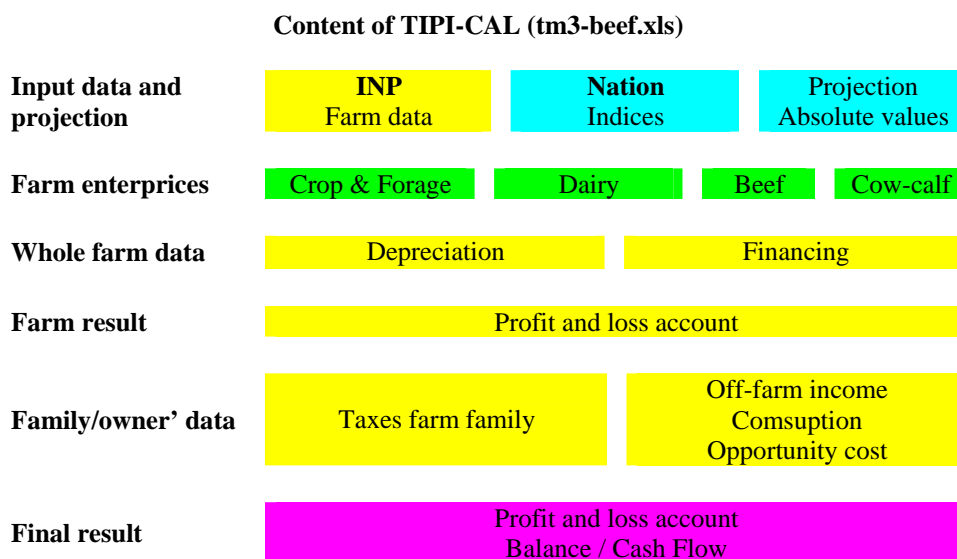 Content of TIPI-CAL (tm3-beef.xls)
Input data and
projection
INP
Farm data
Nation
Indices
Projection
Absolute values
Farm enterprices
Crop & Forage
Dairy
Beef
Cow-calf
Whole farm data
Depreciation
Financing
Farm result
Profit and loss account
Family/owner’ data
Taxes farm family
Off-farm income
Comsuption
Opportunity cost
Final result
Profit and loss account
Balance / Cash Flow